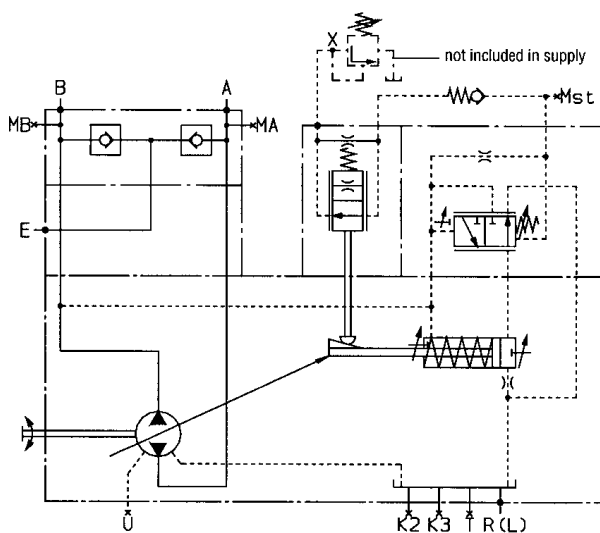 X
not included in supply
B
A
MB
MA
Mst
E
U
K2 K3 T R(L)